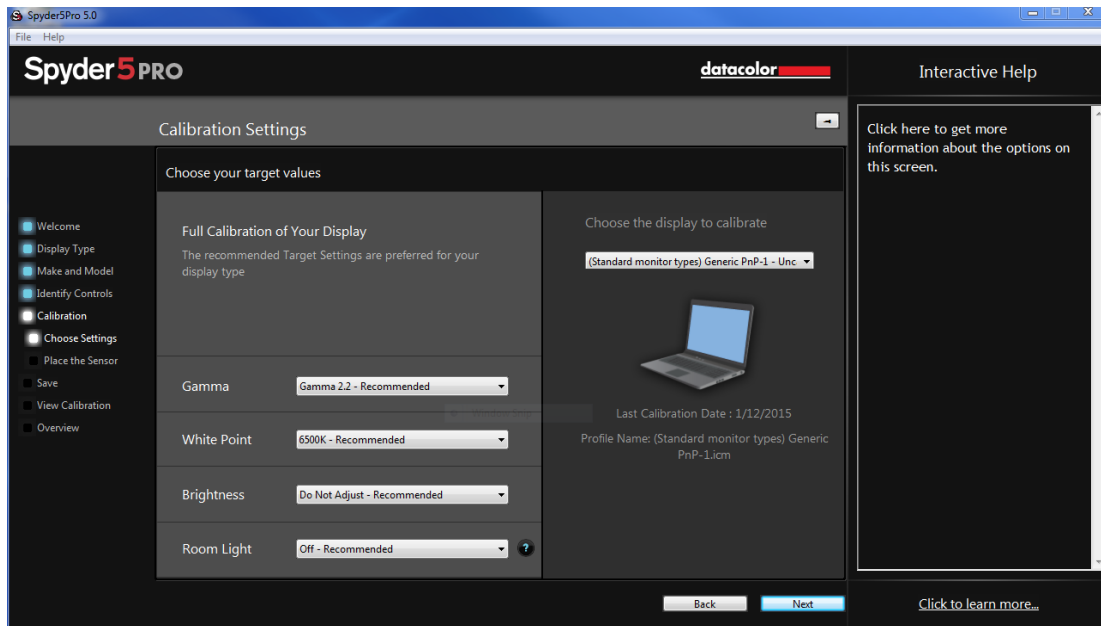 Spyder5Pro 5.0
File Help
Spyder5PRO
datacolor
Interactive Help
Calibration Settings
Click here to get more
information about the options on
this screen.
Choose your target values
Welcome
Display Type
Make and Model
Identify Controls
Calibration
Choose Settings
Place the Sensor
Save
View Calibration
Overview
Full Calibration of Your Display
The recommended Target Settings are preferred for your
display type
Gamma
Gamma 2.2 - Recommended
White Point
6500K - Recommended
Brightness
Do Not Adjust - Recommended
Room Light
Off - Recommended
?
Choose the display to calibrate
(Standard monitor types) Generic PnP-1 - Unc
Last Calibration Date : 1/12/2015
Profile Name: (Standard monitor types) Generic
PnP-1.icm
Back
Next
Click to learn more...